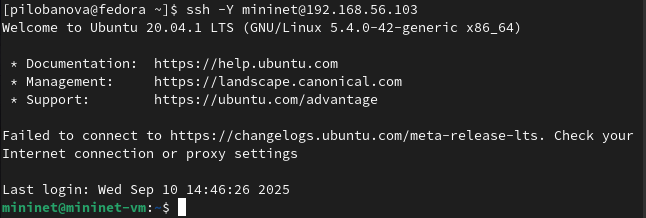 [pilobanova@fedora ~]$ ssh -Y mininet@192.168.56.103
Welcome to Ubuntu 20.04.1 LTS (GNU/Linux 5.4.0-42-generic x86_64)

 * Documentation:  https://help.ubuntu.com
 * Management:     https://landscape.canonical.com
 * Support:        https://ubuntu.com/advantage

Failed to connect to https://changelogs.ubuntu.com/meta-release-lts. Check your
Internet connection or proxy settings

Last login: Wed Sep 10 14:46:26 2025
mininet@mininet-vm:~$